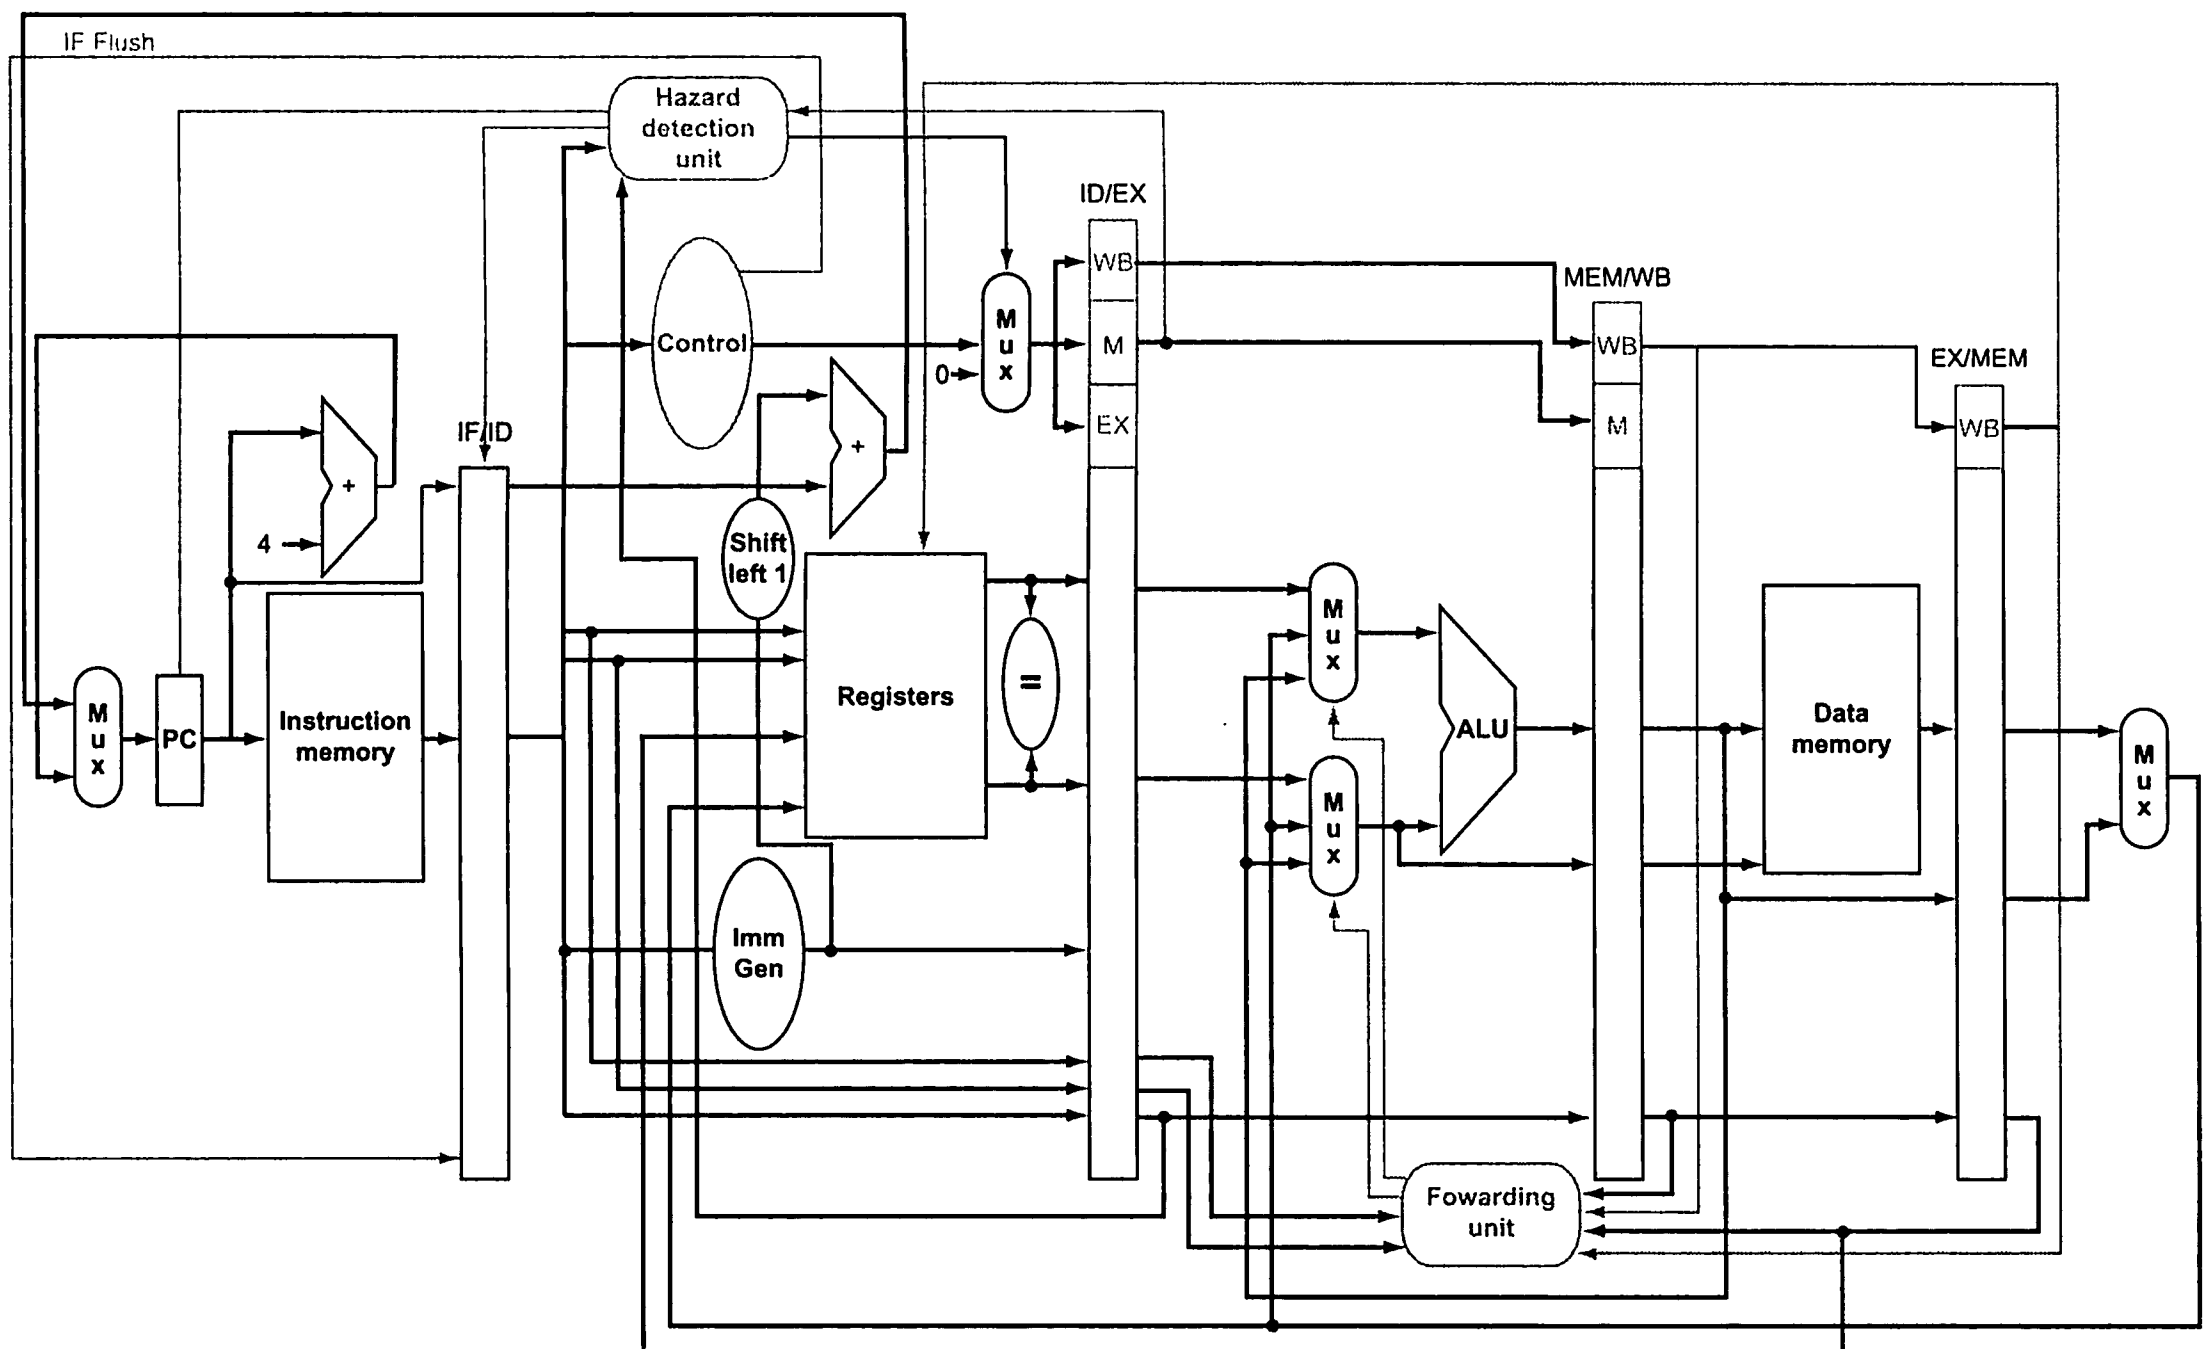 IF Flush
Hazard
detection
unit
ID/EX
WB
M
EX
MEM/WB
WB
M
EX/MEM
WB
Control
0
M
u
x
+
IF/ID
+
4
Shift
left 1
M
u
x
PC
Instruction
memory
Registers
=
M
u
x
M
u
x
ALU
Data
memory
M
u
x
Imm
Gen
Fowarding
unit